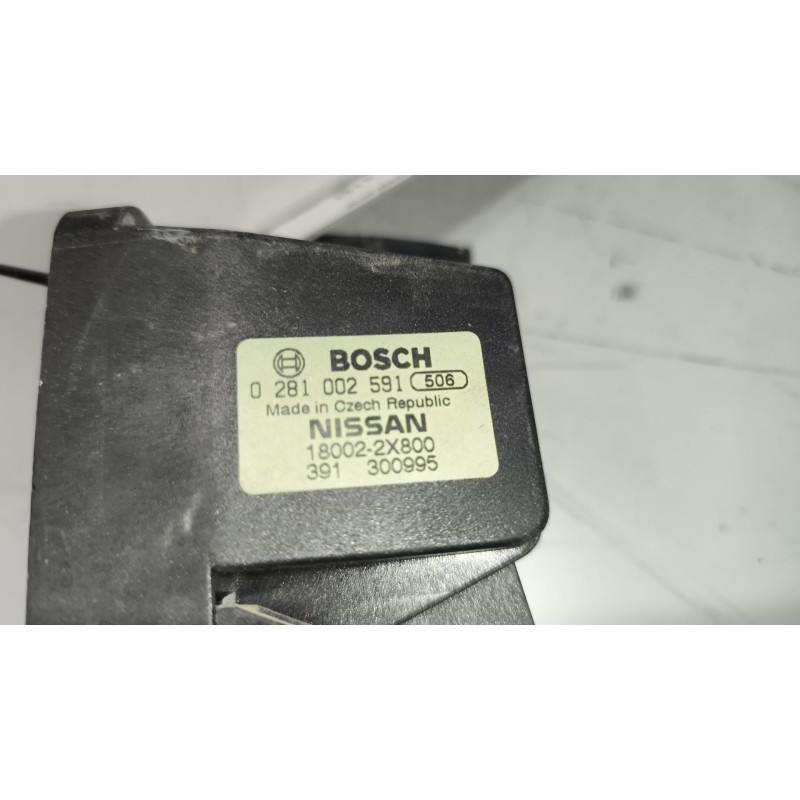 BOSCH
0 281 002 591 506
Made in Czech Republic
NISSAN
18002-2X800
391 300995